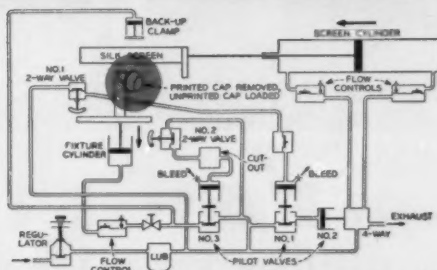 BACK-UP
CLAMP
SCREEN CYLINDER
SILK SCREEN
NO.1
2-WAY VALVE
PRINTED CAP REMOVED,
UNPRINTED CAP LOADED
FLOW
CONTROLS
FIXTURE
CYLINDER
NO.2
2-WAY VALVE
CUT-
OUT
BLEED
BLEED
EXHAUST
4-WAY
REGU-
LATOR
FLOW
CONTROL
LUB
NO.3
NO.1
NO.2
PILOT VALVES